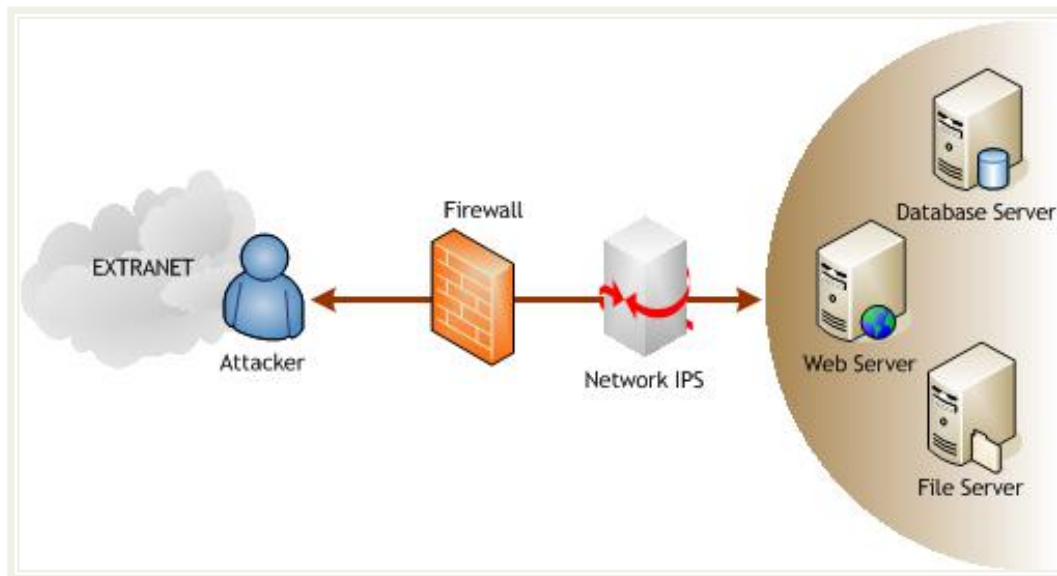 EXTRANET
Attacker
Firewall
Network IPS
Database Server
Web Server
File Server